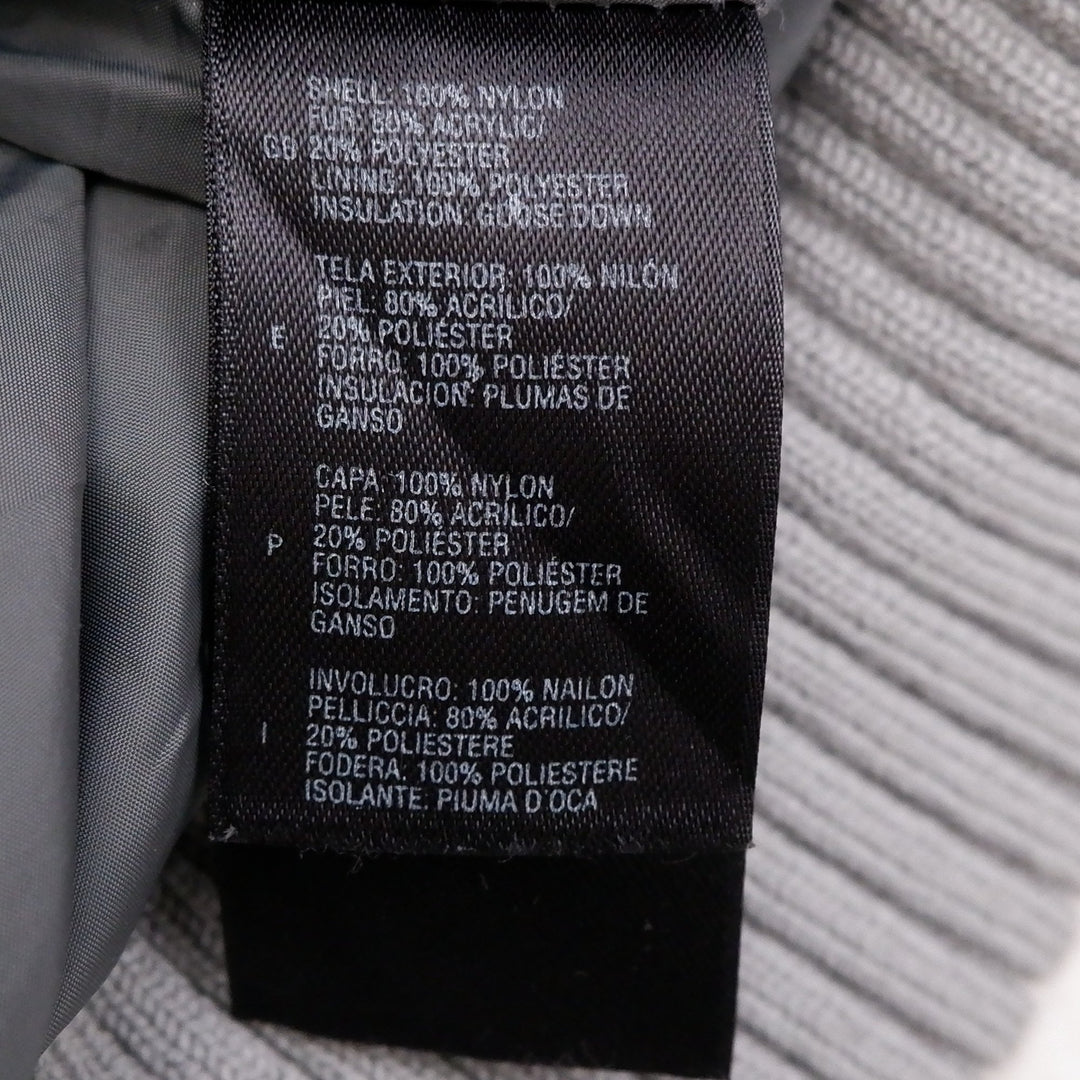 SHELL: 100% NYLON
FUR: 80% ACRYLIC/
GB 20% POLYESTER
LINING: 100% POLYESTER
INSULATION: GOOSE DOWN
TELA EXTERIOR: 100% NILÓN
PIEL: 80% ACRÍLICO/
E 20% POLIÉSTER
FORRO: 100% POLIÉSTER
INSULACIÓN: PLUMAS DE
GANSO
CAPA: 100% NYLON
PELE: 80% ACRÍLICO/
P 20% POLIÉSTER
FORRO: 100% POLIÉSTER
ISOLAMENTO: PENUGEM DE
GANSO
INVOLUCRO: 100% NAILON
PELLICCIA: 80% ACRILICO/
I 20% POLIESTERE
FODERA: 100% POLIESTERE
ISOLANTE: PIUMA D'OCA